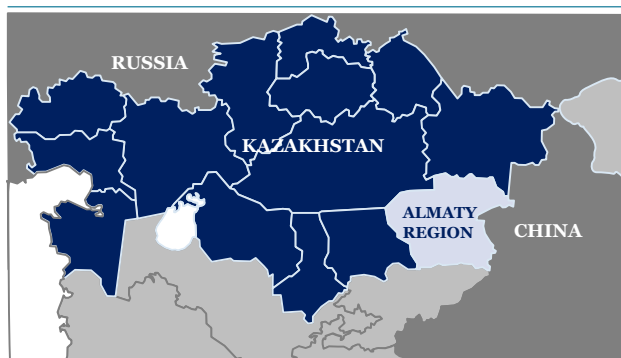 RUSSIA
KAZAKHSTAN
ALMATY
REGION
CHINA